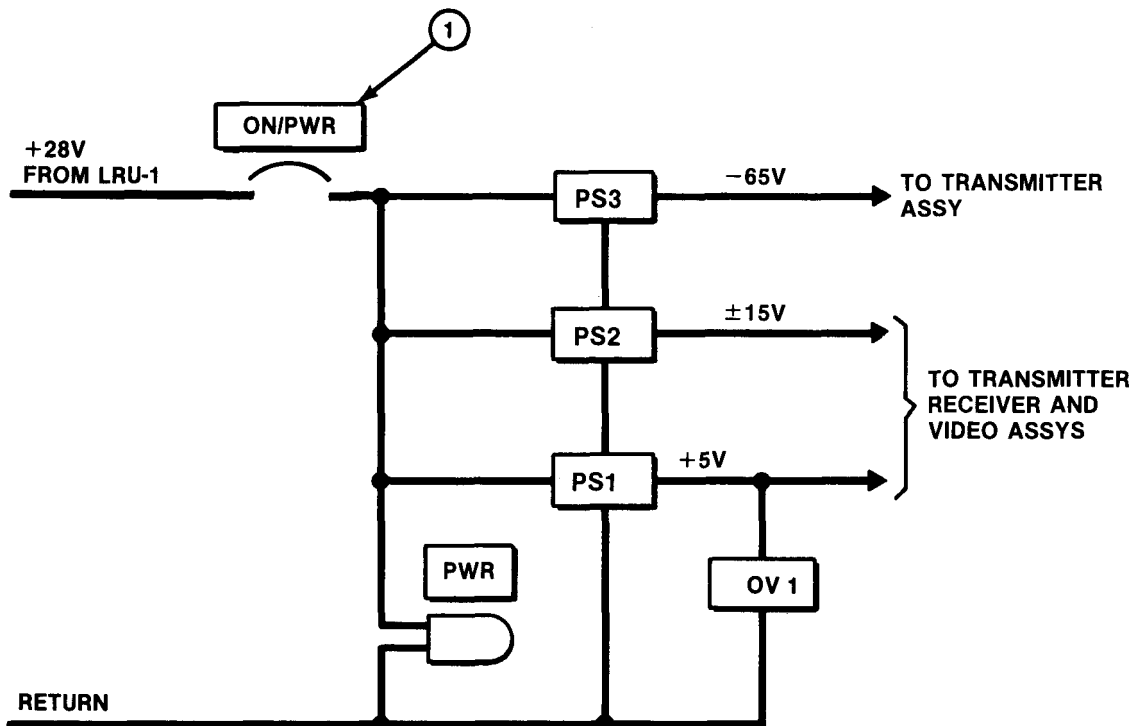 1
ON/PWR
+28V
FROM LRU-1
PS3
−65V
TO TRANSMITTER
ASSY
PS2
±15V
TO TRANSMITTER
RECEIVER AND
VIDEO ASSYS
PS1
+5V
PWR
OV 1
RETURN